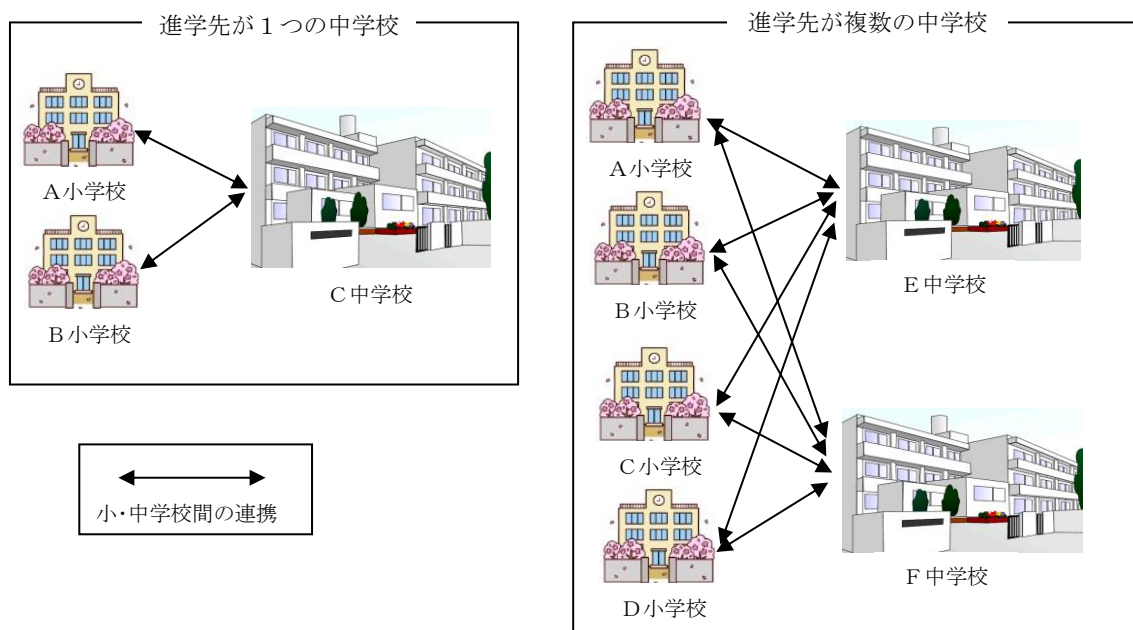 進学先が１つの中学校
A小学校
B小学校
C中学校
小・中学校間の連携
進学先が複数の中学校
A小学校
B小学校
C小学校
D小学校
E中学校
F中学校